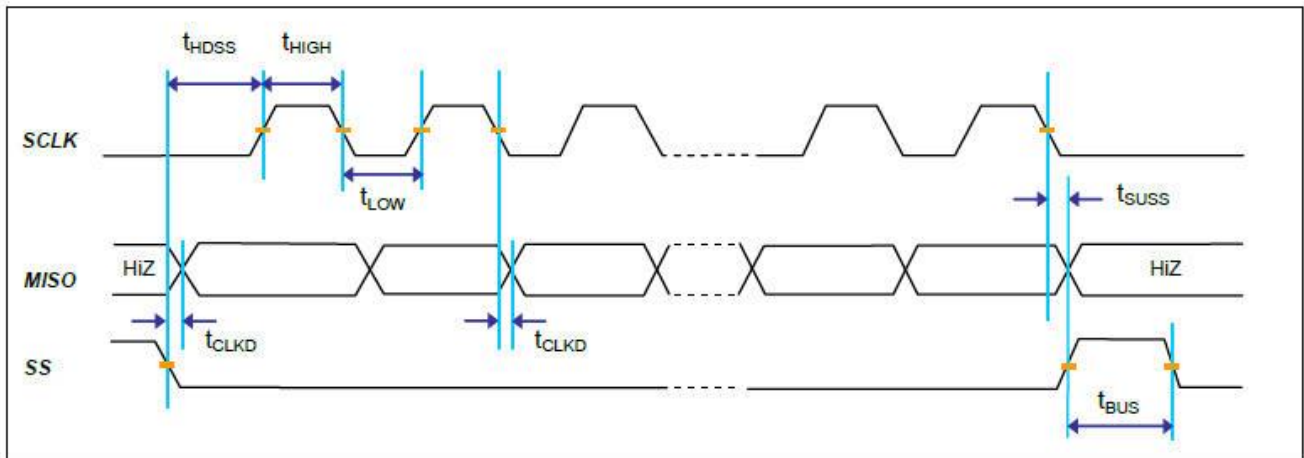 tHDSS tHIGH
SCLK
tLOW
tSUSS
HiZ HiZ
MISO
tCLKD tCLKD
SS
tBUS